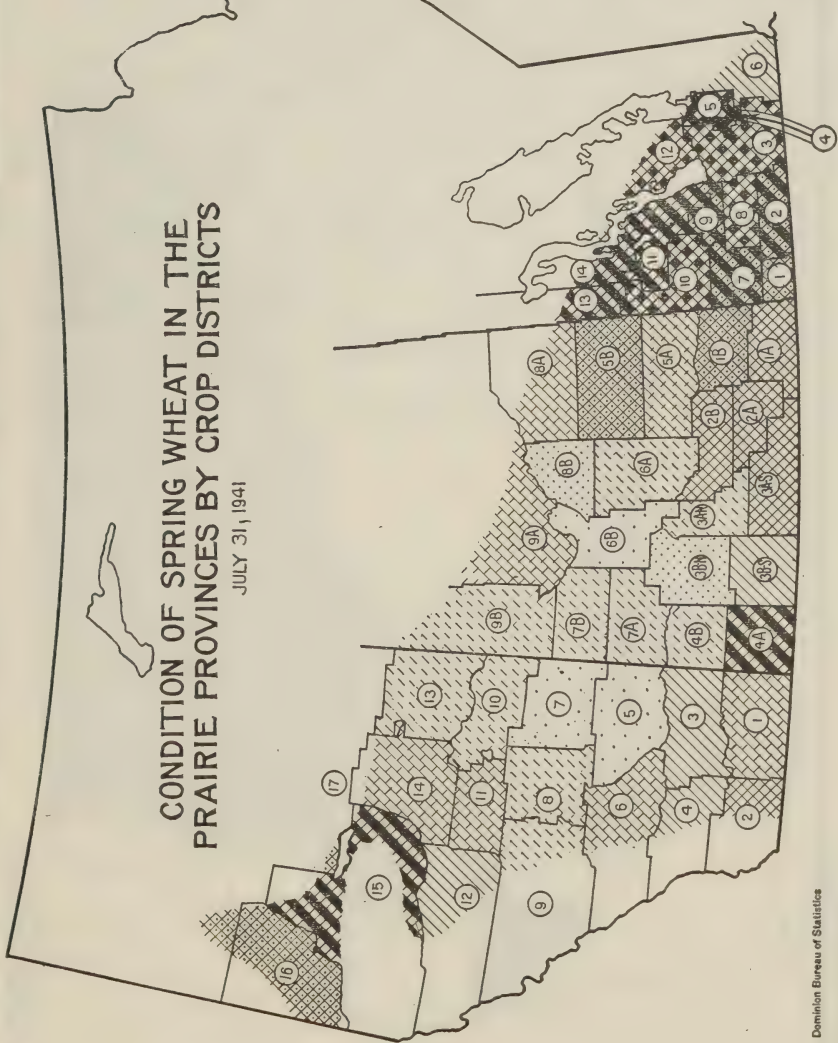 CONDITION OF SPRING WHEAT IN THE
PRAIRIE PROVINCES BY CROP DISTRICTS
JULY 31, 1941
16
15
17
14
13
12
11
10
9
8
7
6
5
4
3
2
1
9B
9A
8B
8A
7B
6B
6A
5B
7A
5A
4B
3BN
3AN
2B
1B
4A
3BS
3AS
2A
1A
13
14
11
12
10
9
5
6
7
8
3
4
1
2
Dominion Bureau of Statistics